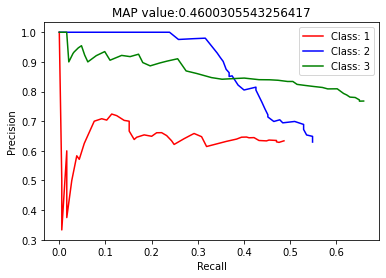 MAP value:0.4600305543256417
Class: 1
Class: 2
Class: 3
Precision
1.0
0.9
0.8
0.7
0.6
0.5
0.4
0.3
0.0 0.1 0.2 0.3 0.4 0.5 0.6
Recall